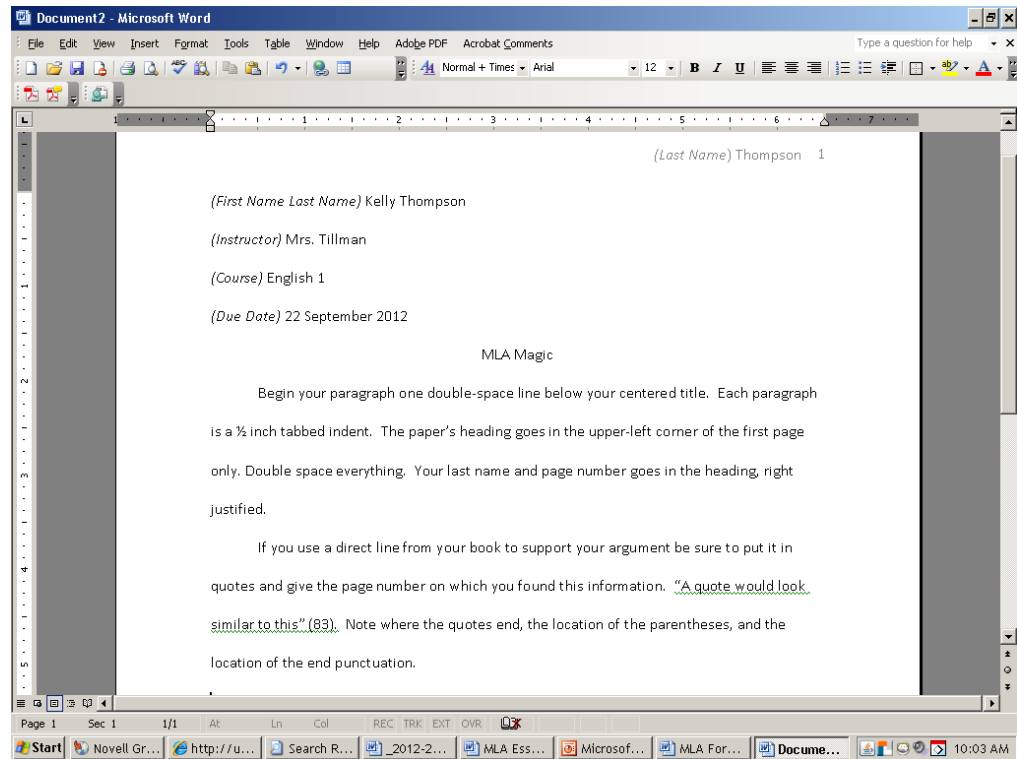 Document2 - Microsoft Word
File Edit View Insert Format Tools Table Window Help Adobe PDF Acrobat Comments Type a question for help
Normal + Times Arial 12 B I U
1 1 2 3 4 5 6 7
(Last Name) Thompson 1
(First Name Last Name) Kelly Thompson
(Instructor) Mrs. Tillman
(Course) English 1
(Due Date) 22 September 2012
MLA Magic
Begin your paragraph one double-space line below your centered title. Each paragraph
is a ½ inch tabbed indent. The paper’s heading goes in the upper-left corner of the first page
only. Double space everything. Your last name and page number goes in the heading, right
justified.
If you use a direct line from your book to support your argument be sure to put it in
quotes and give the page number on which you found this information. “A quote would look
similar to this” (83). Note where the quotes end, the location of the parentheses, and the
location of the end punctuation.
Page 1 Sec 1 1/1 At Ln Col REC TRK EXT OVR
Start Novell Gr... http://u... Search R... _2012-2... MLA Ess... Microsof... MLA For... Docume... 10:03 AM